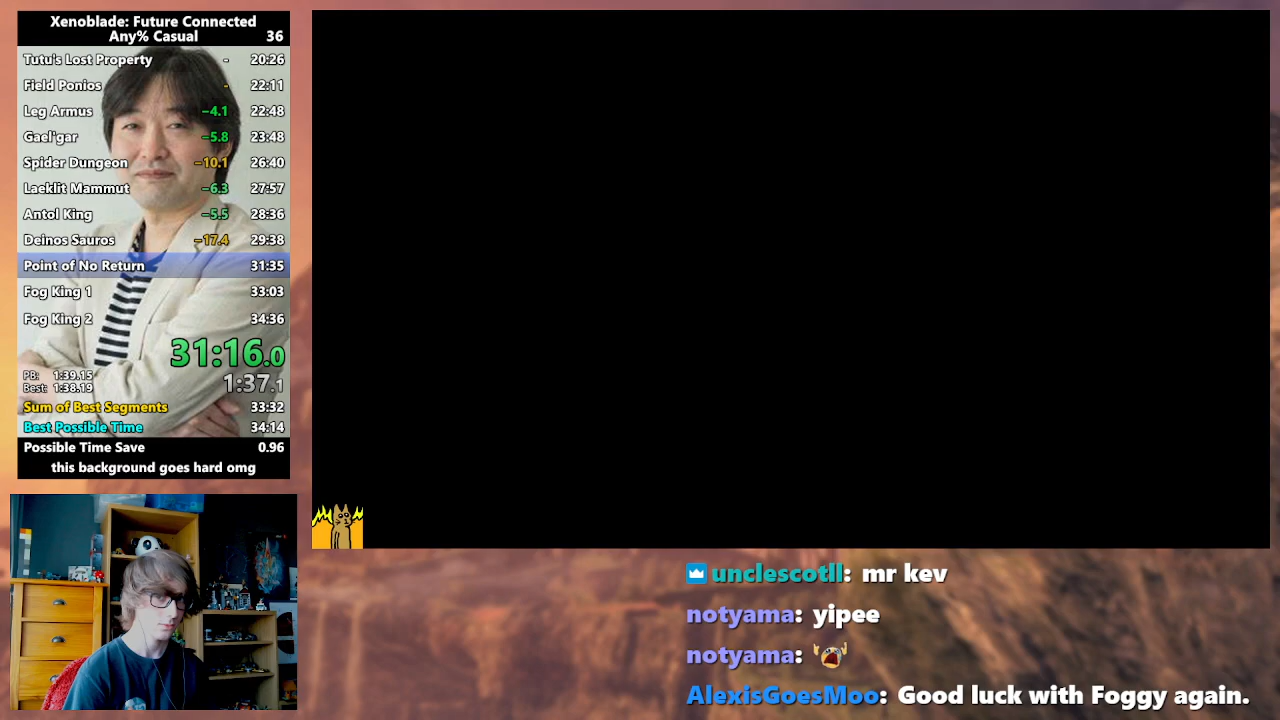 Xenoblade: Future Connected
Any% Casual 36
Tutu's Lost Property - 20:26
Field Ponios - 22:11
Leg Armus -4.1 22:48
Gael'gar -5.8 23:48
Spider Dungeon -10.1 26:40
Laeklit Mammut -6.3 27:57
Antol King -5.5 28:36
Deinos Sauros -17.4 29:38
Point of No Return 31:35
Fog King 1 33:03
Fog King 2 34:36
31:16.0
PB: 1:39.15
Best: 1:38.19
1:37.1
Sum of Best Segments 33:32
Best Possible Time 34:14
Possible Time Save 0.96
this background goes hard omg
unclescotll: mr kev
notyama: yipee
notyama:
AlexisGoesMoo: Good luck with Foggy again.